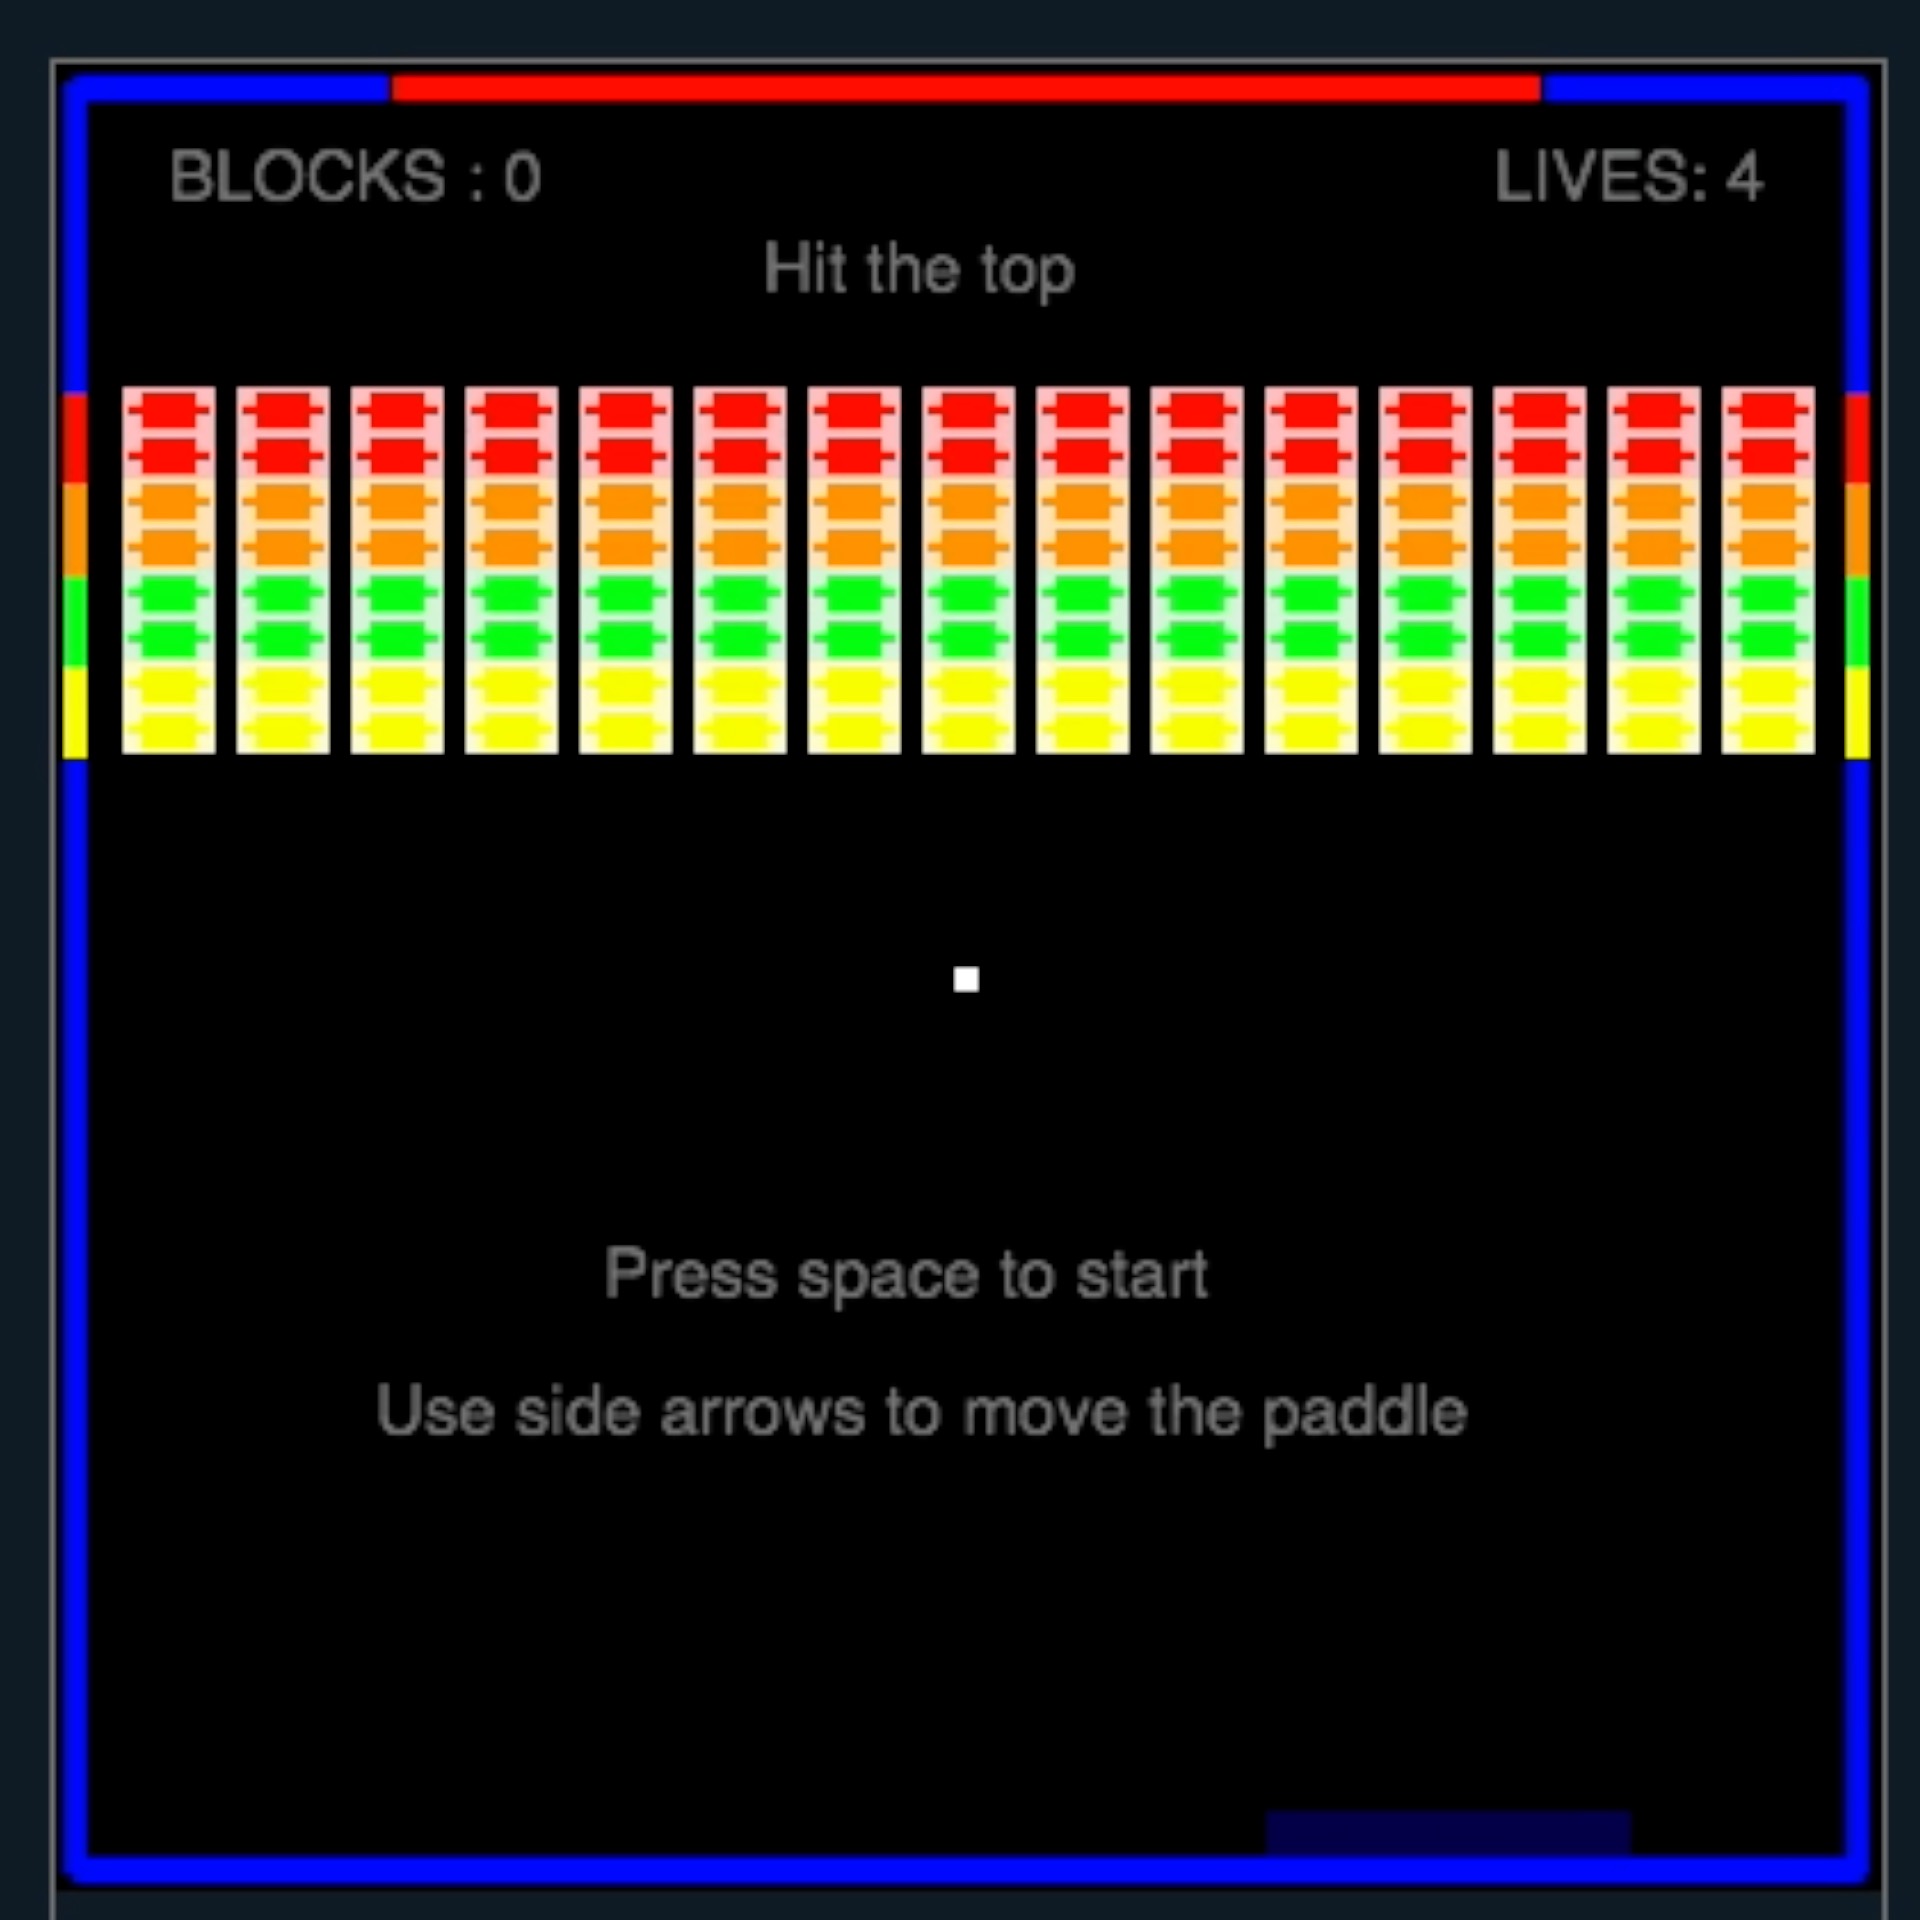 BLOCKS : 0
LIVES: 4
Hit the top
Press space to start
Use side arrows to move the paddle